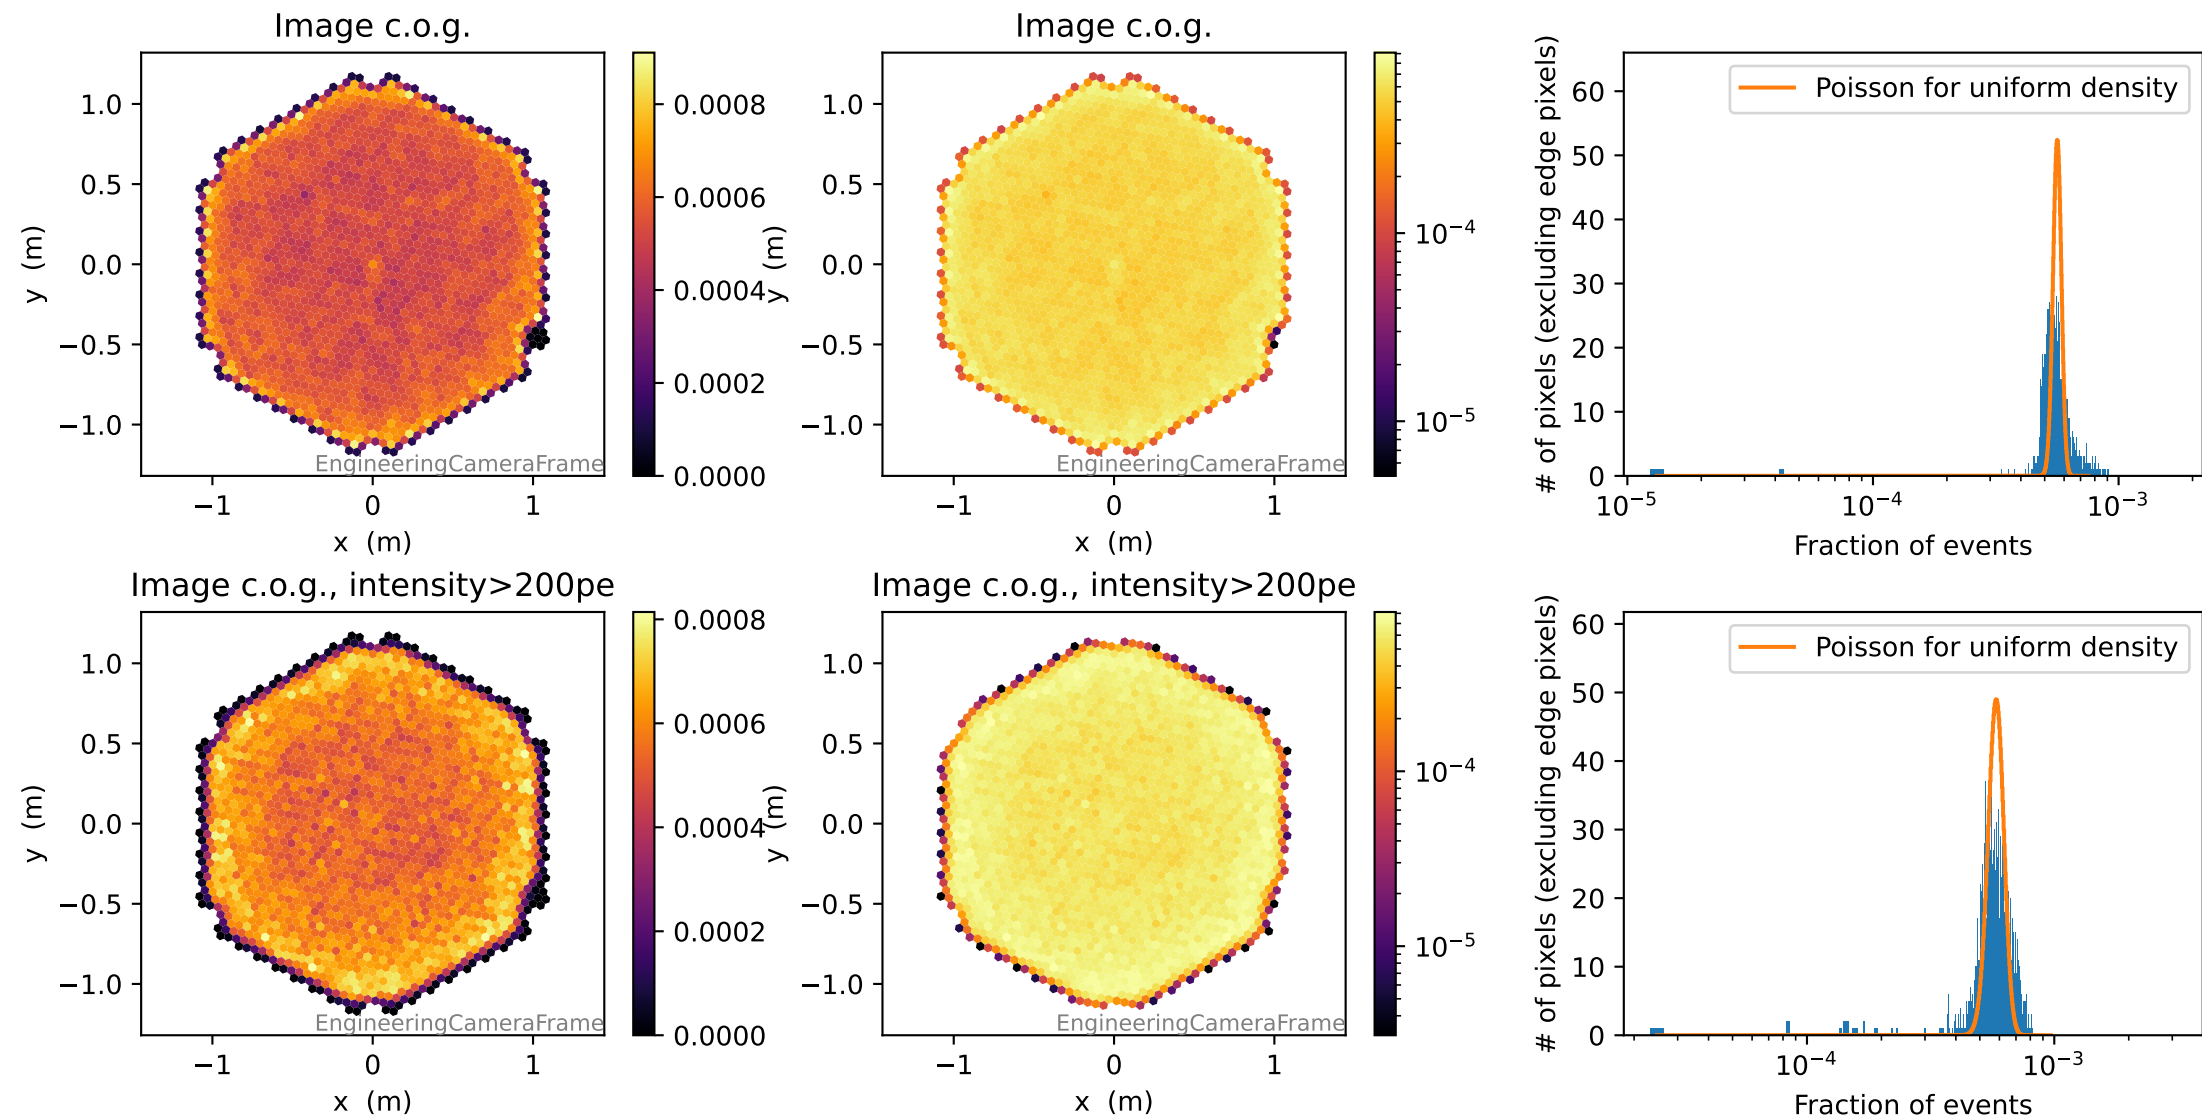 Image c.o.g.
y (m)
1.0
0.5
0.0
−0.5
−1.0
−1 0 1
x (m)
EngineeringCameraFrame
0.0008
0.0006
0.0004
0.0002
0.0000
Image c.o.g.
y (m)
1.0
0.5
0.0
−0.5
−1.0
−1 0 1
x (m)
EngineeringCameraFrame
10⁻⁴
10⁻⁵
# of pixels (excluding edge pixels)
60
50
40
30
20
10
0
Poisson for uniform density
10⁻⁵ 10⁻⁴ 10⁻³
Fraction of events
Image c.o.g., intensity>200pe
y (m)
1.0
0.5
0.0
−0.5
−1.0
−1 0 1
x (m)
EngineeringCameraFrame
0.0008
0.0006
0.0004
0.0002
0.0000
Image c.o.g., intensity>200pe
y (m)
1.0
0.5
0.0
−0.5
−1.0
−1 0 1
x (m)
EngineeringCameraFrame
10⁻⁴
10⁻⁵
# of pixels (excluding edge pixels)
60
50
40
30
20
10
0
Poisson for uniform density
10⁻⁴ 10⁻³
Fraction of events